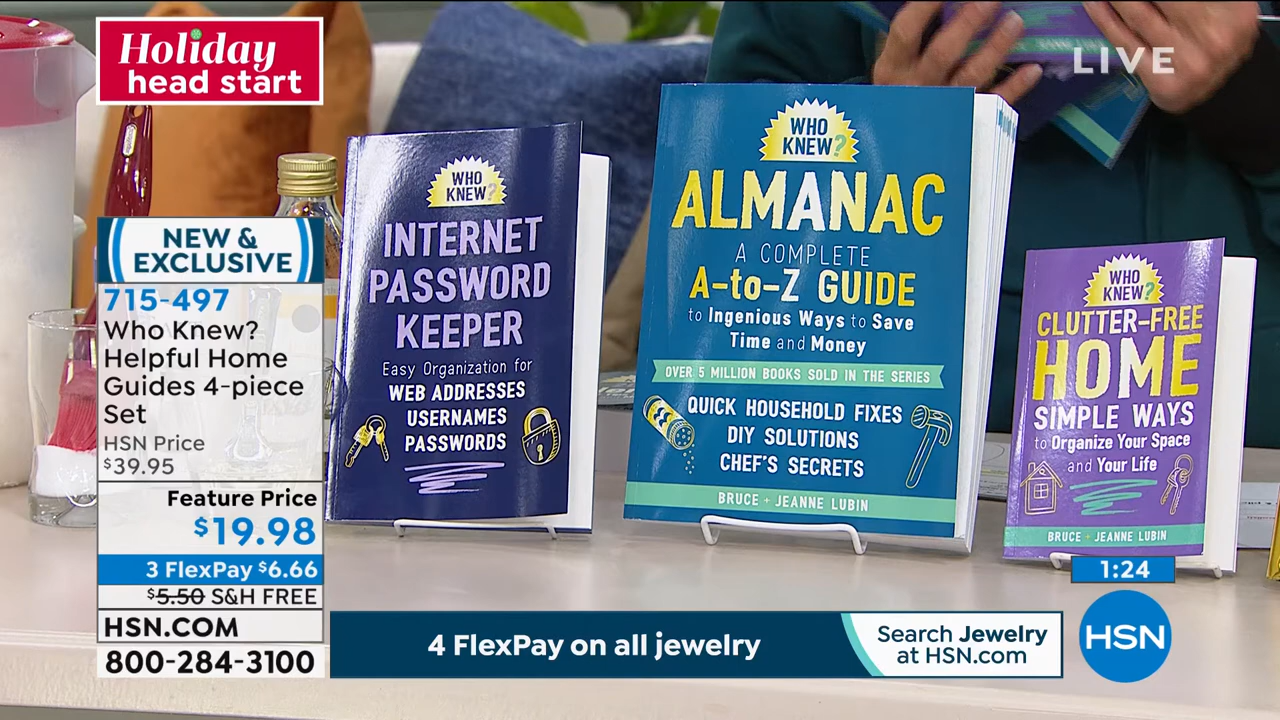 Holiday
head start
LIVE
NEW &
EXCLUSIVE
715-497
Who Knew?
Helpful Home
Guides 4-piece
Set
HSN Price
$39.95
Feature Price
$19.98
3 FlexPay $6.66
$5.50 S&H FREE
HSN.COM
800-284-3100
WHO
KNEW?
INTERNET
PASSWORD
KEEPER
Easy Organization for
WEB ADDRESSES
USERNAMES
PASSWORDS
WHO
KNEW?
ALMANAC
A COMPLETE
A-to-Z GUIDE
to Ingenious Ways to Save
Time and Money
OVER 5 MILLION BOOKS SOLD IN THE SERIES
QUICK HOUSEHOLD FIXES
DIY SOLUTIONS
CHEF'S SECRETS
BRUCE + JEANNE LUBIN
WHO
KNEW?
CLUTTER-FREE
HOME
SIMPLE WAYS
to Organize Your Space
and Your Life
BRUCE + JEANNE LUBIN
1:24
HSN
4 FlexPay on all jewelry
Search Jewelry
at HSN.com